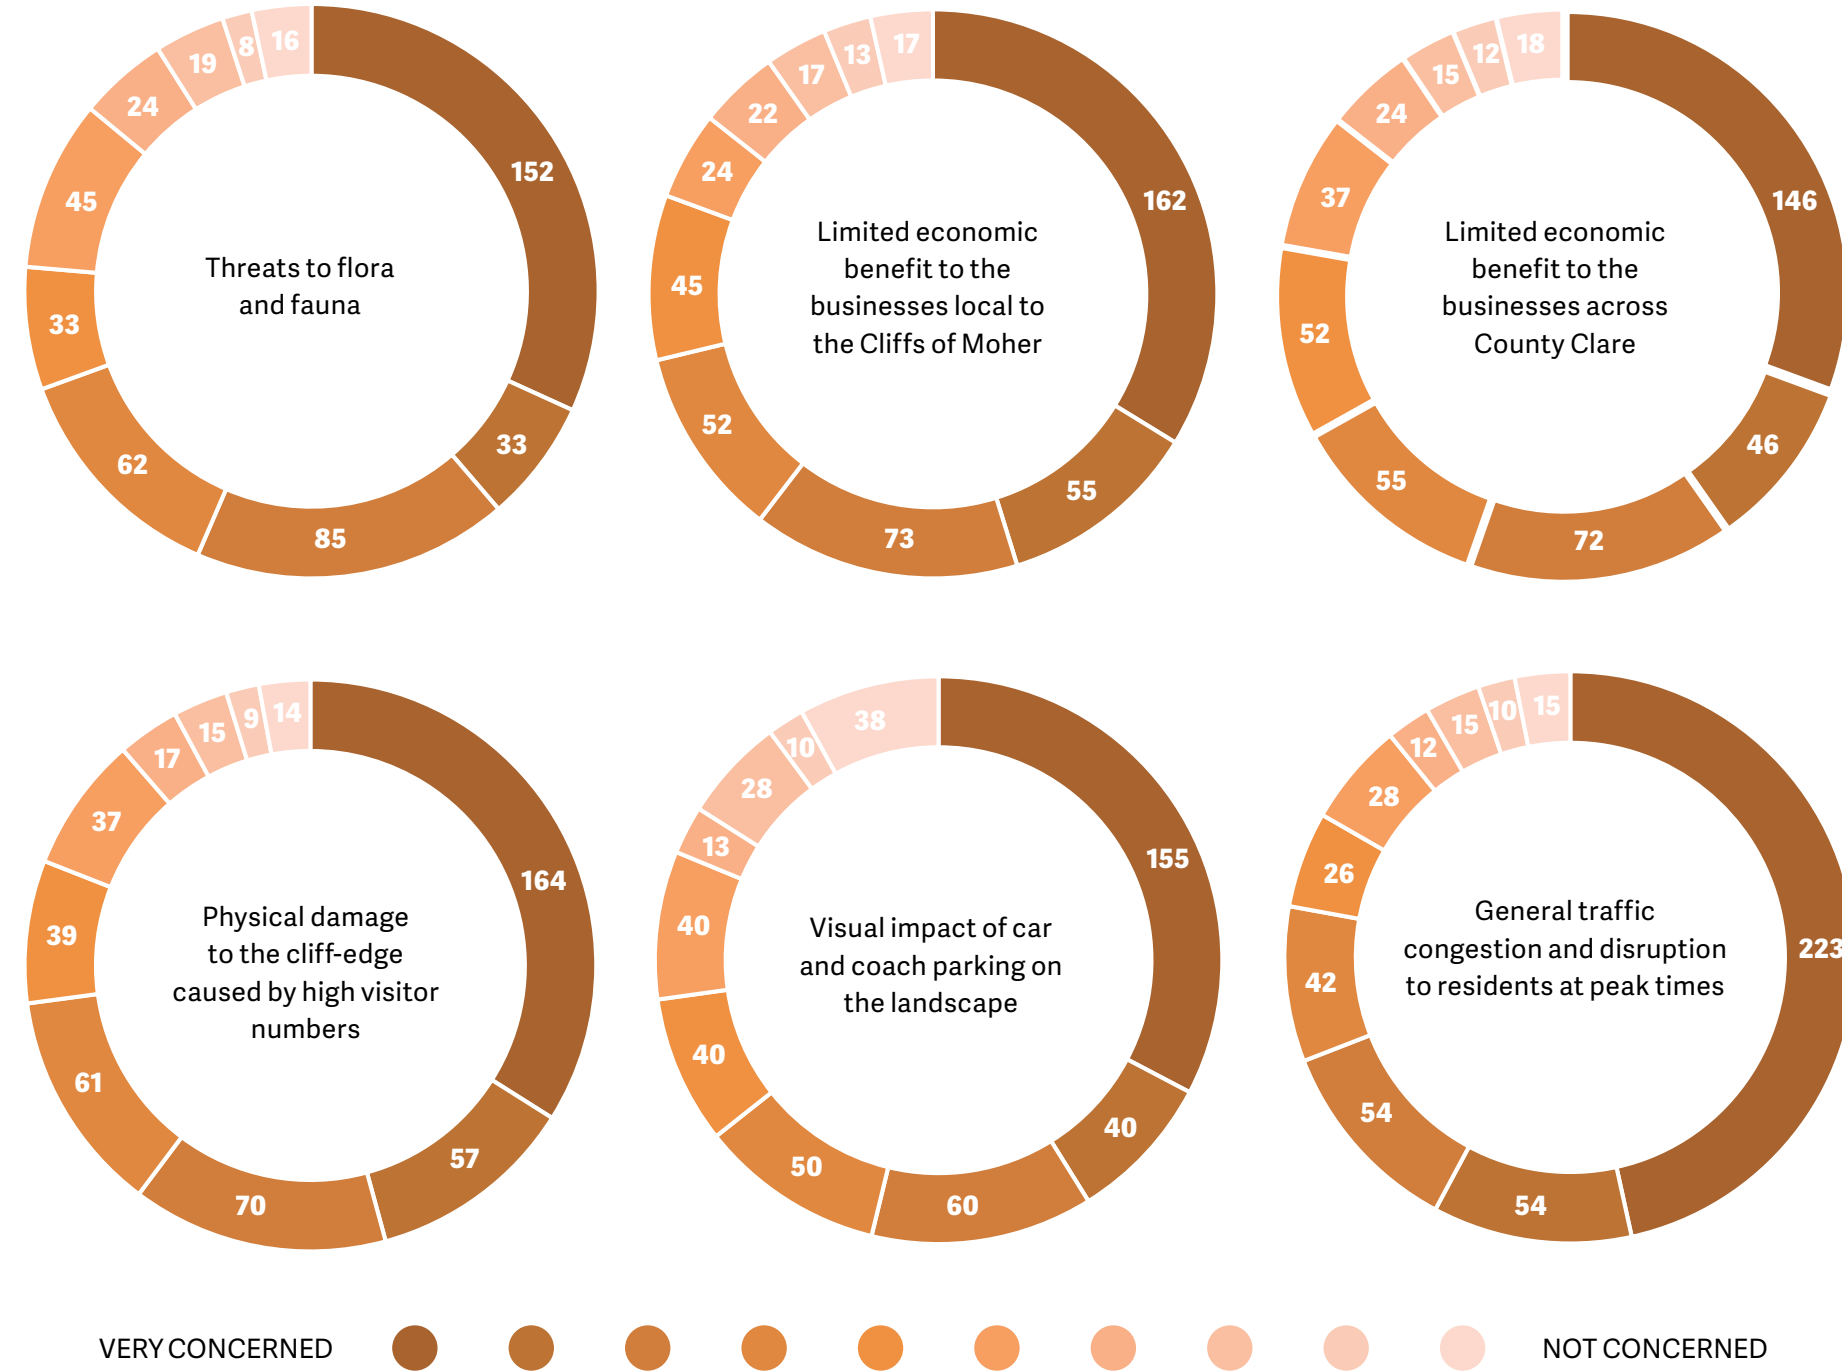 16
8
19
24
45
33
62
85
33
152
Threats to flora
and fauna
17
13
17
22
24
45
52
73
55
162
Limited economic
benefit to the
businesses local to
the Cliffs of Moher
18
12
15
24
37
52
55
72
46
146
Limited economic
benefit to the
businesses across
County Clare
14
9
15
17
37
39
61
70
57
164
Physical damage
to the cliff-edge
caused by high visitor
numbers
38
10
28
13
40
40
50
60
40
155
Visual impact of car
and coach parking on
the landscape
15
10
15
12
28
26
42
54
54
223
General traffic
congestion and disruption
to residents at peak times
VERY CONCERNED
NOT CONCERNED